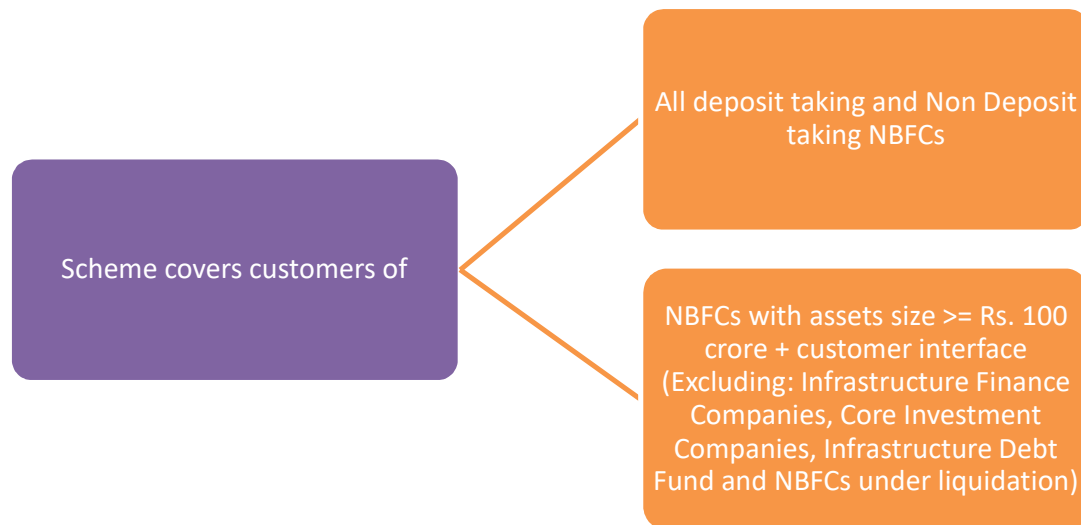 Scheme covers customers of
All deposit taking and Non Deposit
taking NBFCs
NBFCs with assets size >= Rs. 100
crore + customer interface
(Excluding: Infrastructure Finance
Companies, Core Investment
Companies, Infrastructure Debt
Fund and NBFCs under liquidation)